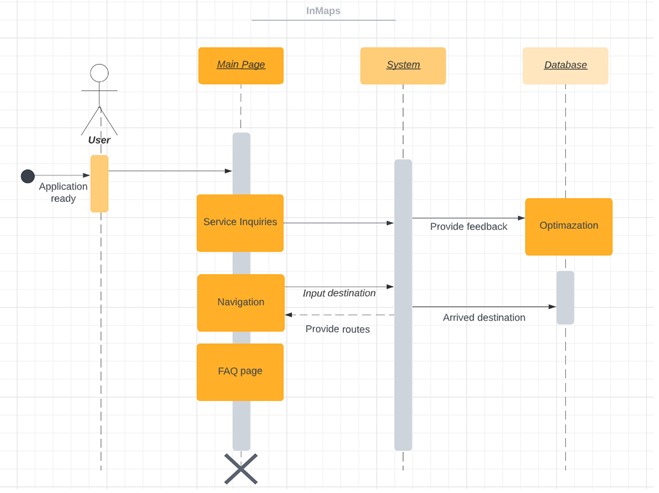 InMaps
Main Page
System
Database
User
Application
ready
Service Inquiries
Provide feedback
Optimazation
Input destination
Navigation
Arrived destination
Provide routes
FAQ page